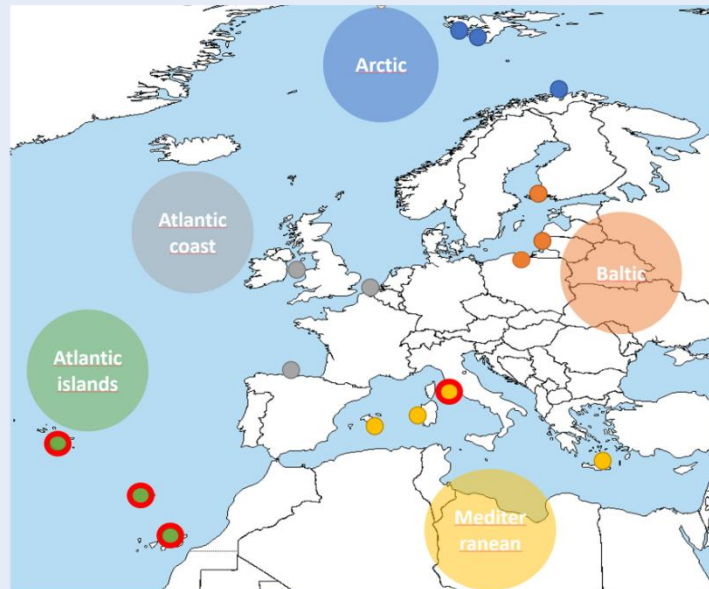 Arctic
Atlantic
coast
Baltic
Atlantic
islands
Mediter
ranean